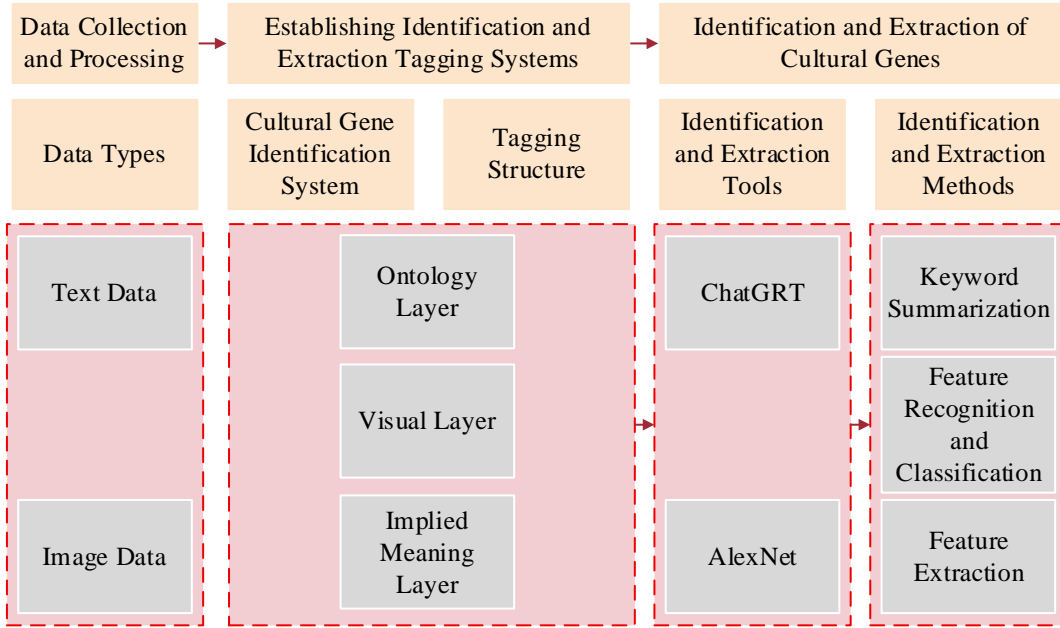 Data Collection
and Processing
Establishing Identification and
Extraction Tagging Systems
Identification and Extraction of
Cultural Genes
Data Types
Cultural Gene
Identification
System
Tagging
Structure
Identification
and Extraction
Tools
Identification
and Extraction
Methods
Text Data
Image Data
Ontology
Layer
Visual Layer
Implied
Meaning
Layer
ChatGRT
AlexNet
Keyword
Summarization
Feature
Recognition
and
Classification
Feature
Extraction